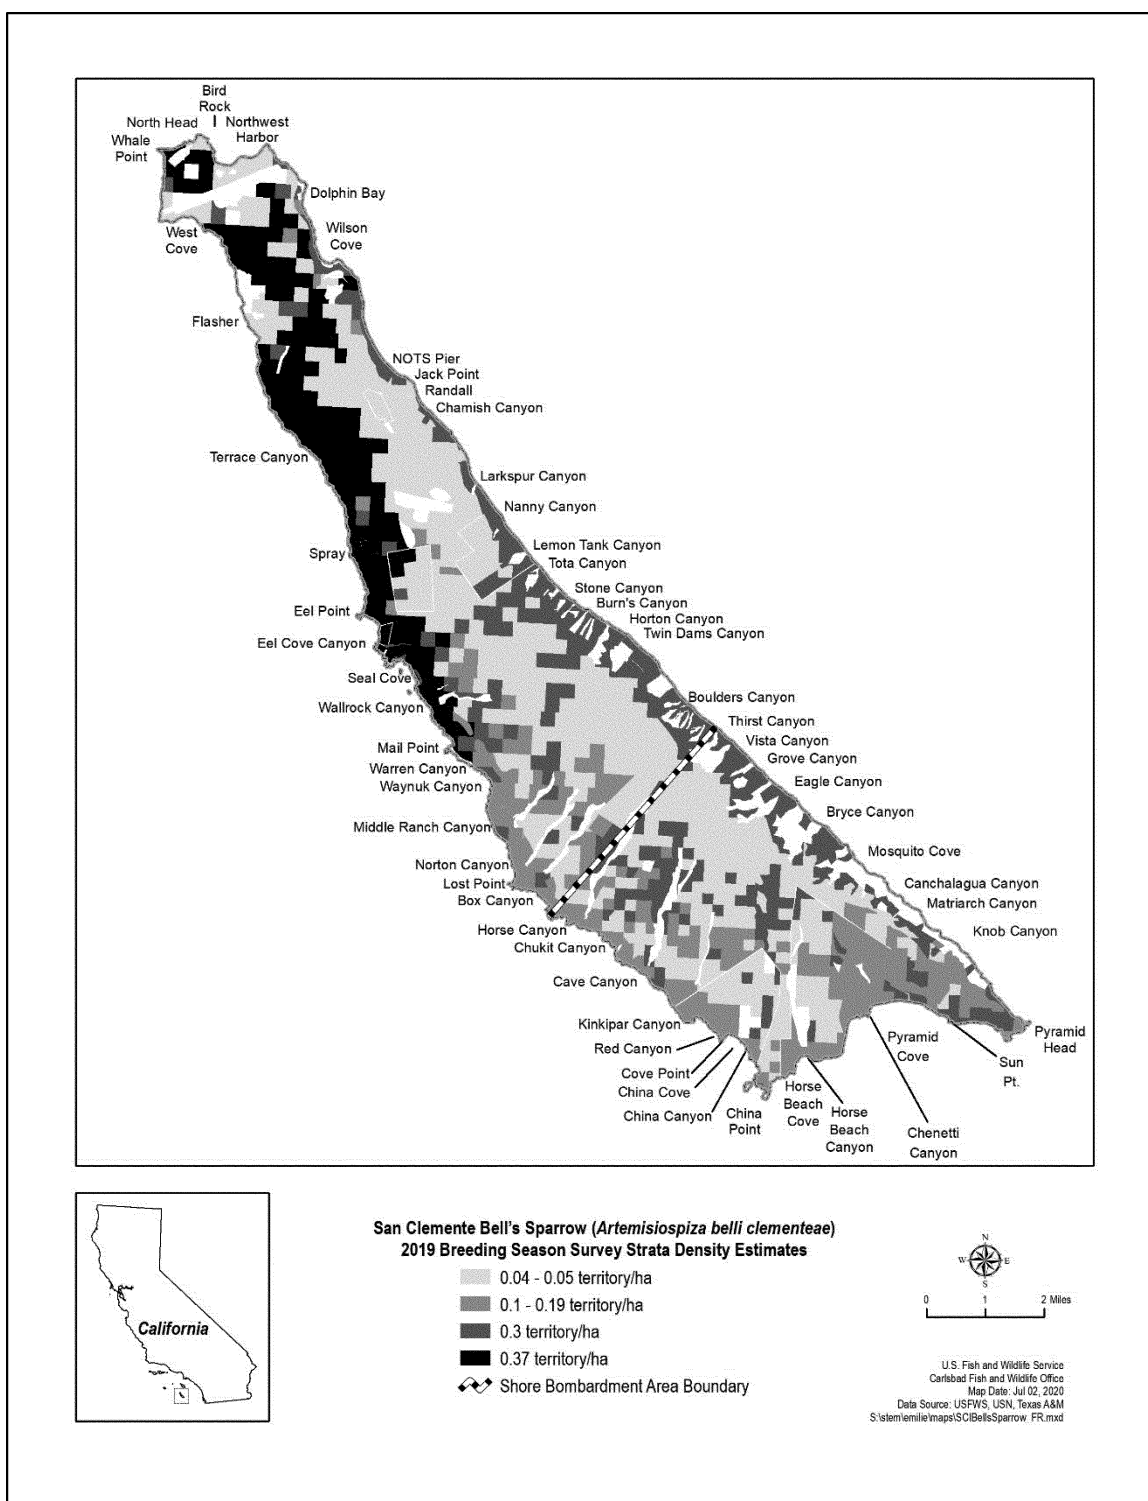 Bird
Rock
North Head
Northwest
Harbor
Whale
Point
Dolphin Bay
West
Cove
Wilson
Cove
Flasher
NOTS Pier
Jack Point
Randall
Chamish Canyon
Terrace Canyon
Larkspur Canyon
Nanny Canyon
Spray
Lemon Tank Canyon
Tota Canyon
Stone Canyon
Burn's Canyon
Eel Point
Horton Canyon
Twin Dams Canyon
Eel Cove Canyon
Seal Cove
Wallrock Canyon
Boulders Canyon
Thirst Canyon
Mail Point
Vista Canyon
Warren Canyon
Grove Canyon
Waynuk Canyon
Eagle Canyon
Middle Ranch Canyon
Bryce Canyon
Norton Canyon
Mosquito Cove
Lost Point
Canchalagua Canyon
Box Canyon
Matriarch Canyon
Horse Canyon
Knob Canyon
Chukit Canyon
Cave Canyon
Kinkipar Canyon
Red Canyon
Cove Point
China Cove
China Canyon
China
Point
Horse
Beach
Cove
Horse
Beach
Canyon
Pyramid
Cove
Chenetti
Canyon
Sun
Pt.
Pyramid
Head
California
San Clemente Bell's Sparrow (Artemisiospiza belli clementeae)
2019 Breeding Season Survey Strata Density Estimates
0.04 - 0.05 territory/ha
0.1 - 0.19 territory/ha
0.3 territory/ha
0.37 territory/ha
Shore Bombardment Area Boundary
N
W E
S
0 1 2 Miles
U.S. Fish and Wildlife Service
Carlsbad Fish and Wildlife Office
Map Date: Jul 02, 2020
Data Source: USFWS, USN, Texas A&M
S:\stem\emilie\maps\SCIBellsSparrow FR.mxd